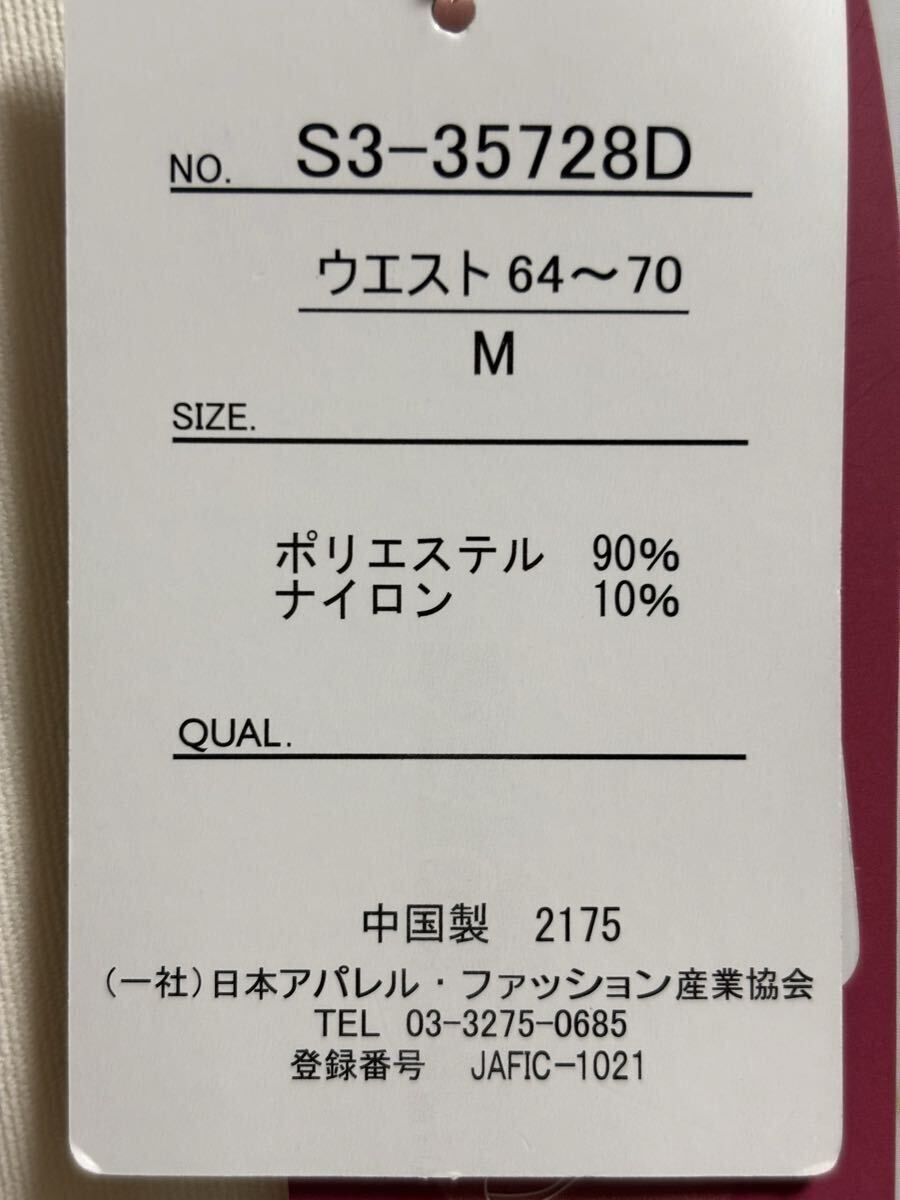 NO. S3-35728D
ウエスト 64～70
M
SIZE.
ポリエステル 90%
ナイロン 10%
QUAL.
中国製 2175
(一社)日本アパレル・ファッション産業協会
TEL 03-3275-0685
登録番号 JAFIC-1021